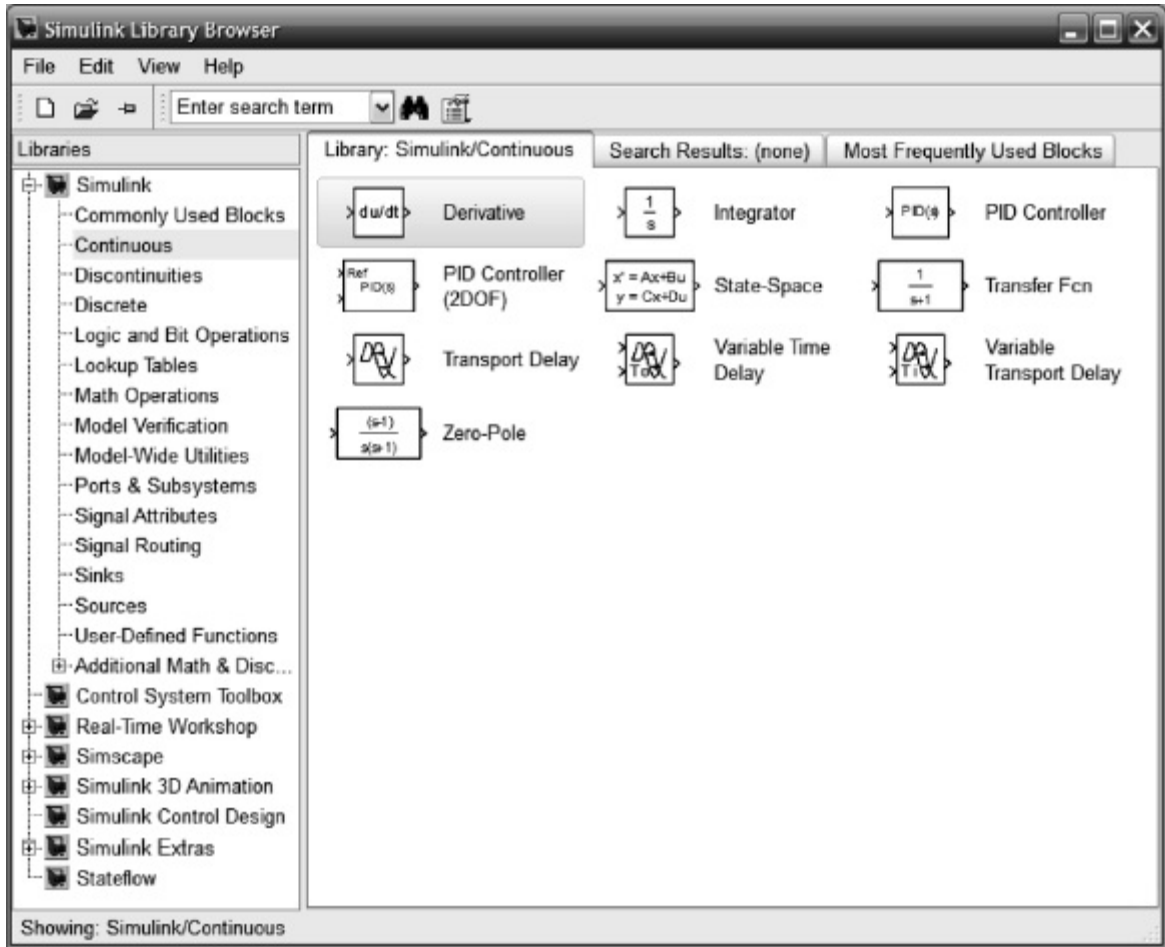 Simulink Library Browser
File Edit View Help
Enter search term
Libraries
Simulink
Commonly Used Blocks
Continuous
Discontinuities
Discrete
Logic and Bit Operations
Lookup Tables
Math Operations
Model Verification
Model-Wide Utilities
Ports & Subsystems
Signal Attributes
Signal Routing
Sinks
Sources
User-Defined Functions
Additional Math & Disc...
Control System Toolbox
Real-Time Workshop
Simscape
Simulink 3D Animation
Simulink Control Design
Simulink Extras
Stateflow
Library: Simulink/Continuous Search Results: (none) Most Frequently Used Blocks
du/dt Derivative
1
s
Integrator
PID(s) PID Controller
Ref
PID(s)
PID Controller
(2DOF)
x' = Ax+Bu
y = Cx+Du
State-Space
1
s+1
Transfer Fcn
Transport Delay
Variable Time
Delay
Variable
Transport Delay
(s-1)
s(s+1)
Zero-Pole
Showing: Simulink/Continuous